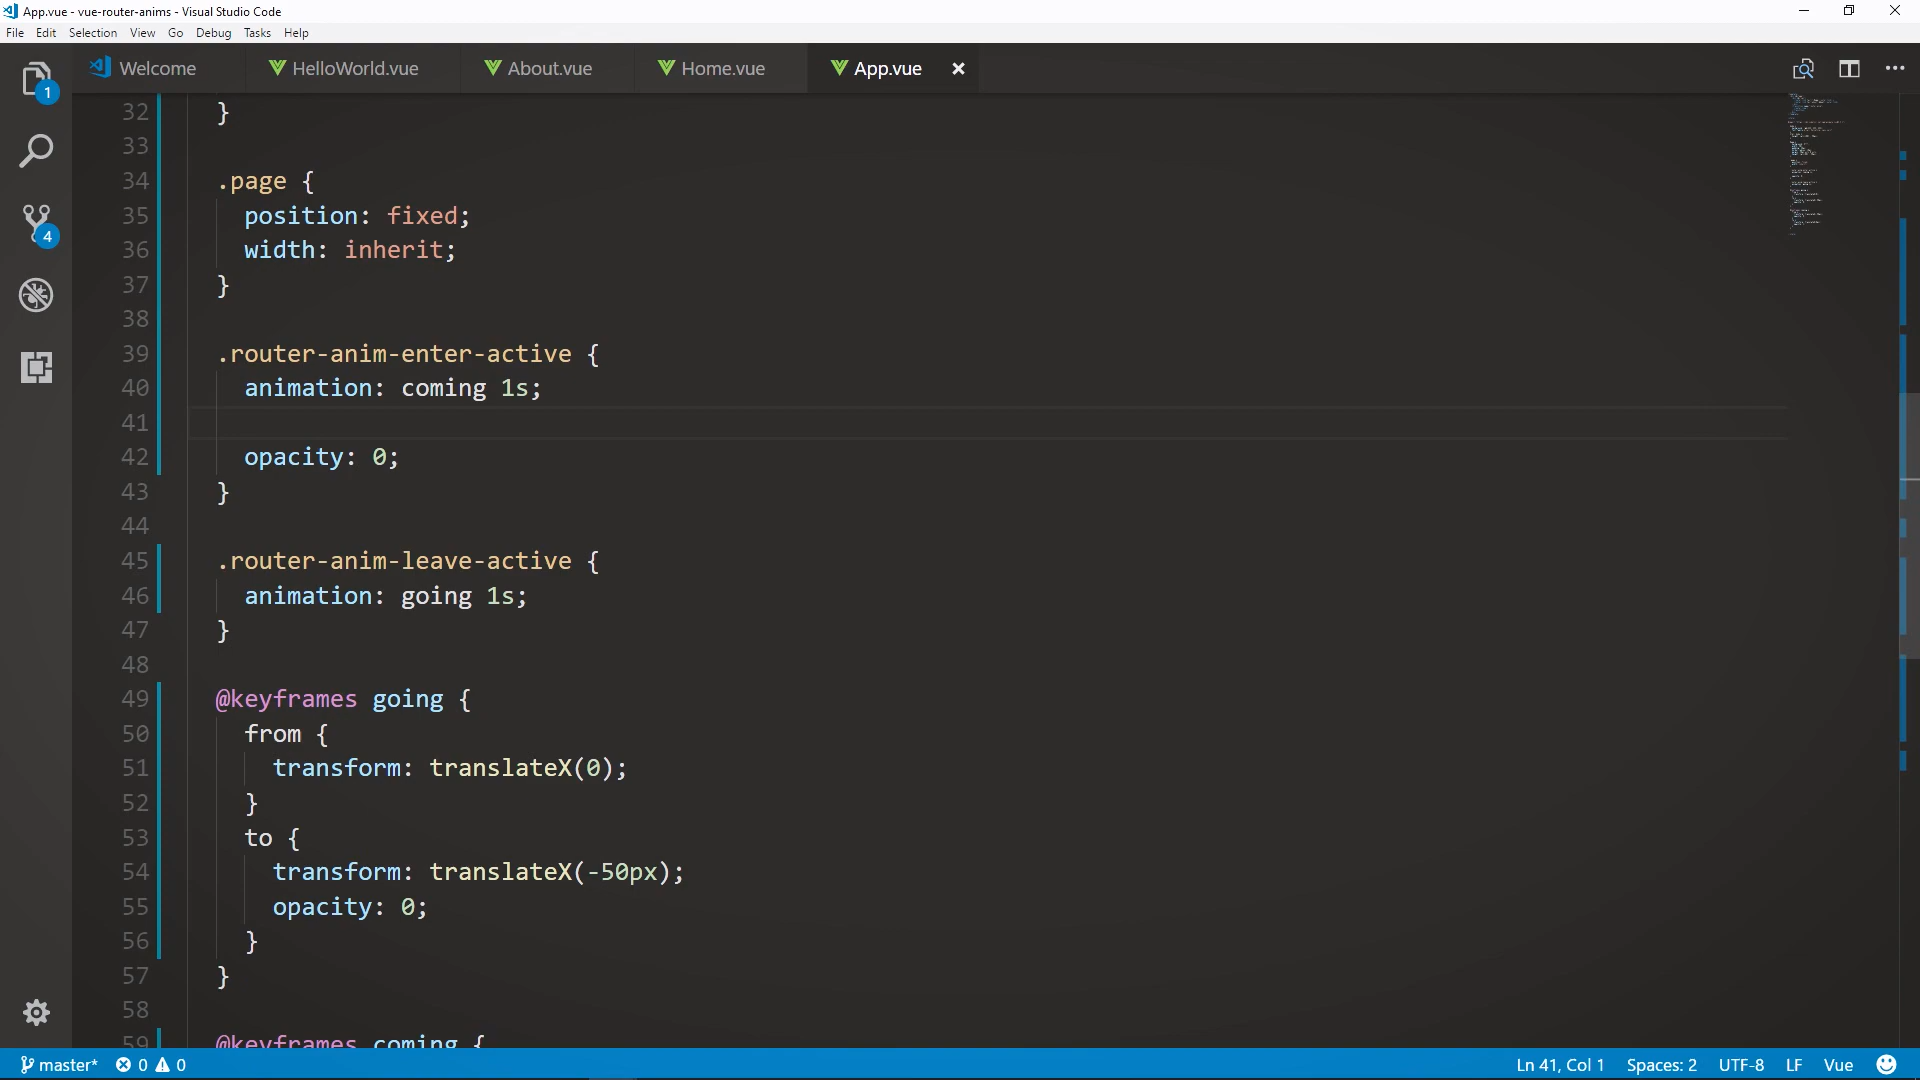 App.vue - vue-router-anims - Visual Studio Code
File Edit Selection View Go Debug Tasks Help
Welcome HelloWorld.vue About.vue Home.vue App.vue
1
4
32 }
33
34 .page {
35 position: fixed;
36 width: inherit;
37 }
38
39 .router-anim-enter-active {
40 animation: coming 1s;
41
42 opacity: 0;
43 }
44
45 .router-anim-leave-active {
46 animation: going 1s;
47 }
48
49 @keyframes going {
50 from {
51 transform: translateX(0);
52 }
53 to {
54 transform: translateX(-50px);
55 opacity: 0;
56 }
57 }
58
59 @keyframes coming {
master* 0 0 Ln 41, Col 1 Spaces: 2 UTF-8 LF Vue